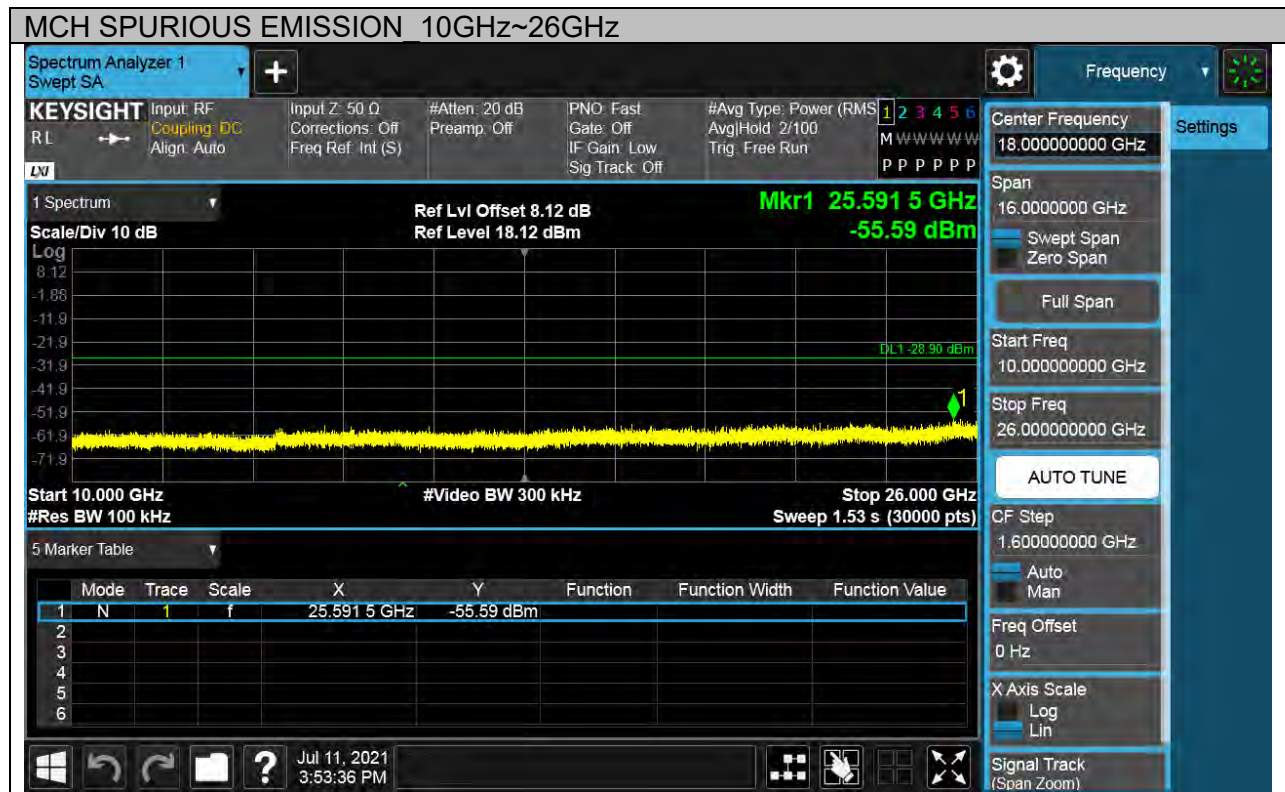 MCH SPURIOUS EMISSION_10GHz~26GHz
Spectrum Analyzer 1
Swept SA
+
Frequency
KEYSIGHT
RL
LXI
Input: RF
Coupling: DC
Align: Auto
Input Z: 50 Ω
Corrections: Off
Freq Ref: Int (S)
#Atten: 20 dB
Preamp: Off
PNO: Fast
Gate: Off
IF Gain: Low
Sig Track: Off
#Avg Type: Power (RMS
Avg|Hold: 2/100
Trig: Free Run
1 2 3 4 5 6
M W W W W W
P P P P P P
1 Spectrum
Scale/Div 10 dB
Ref Lvl Offset 8.12 dB
Ref Level 18.12 dBm
Mkr1 25.591 5 GHz
-55.59 dBm
Log
8.12
-1.88
-11.9
-21.9
-31.9
-41.9
-51.9
-61.9
-71.9
DL1 -28.90 dBm
1
Start 10.000 GHz
#Res BW 100 kHz
#Video BW 300 kHz
Stop 26.000 GHz
Sweep 1.53 s (30000 pts)
5 Marker Table
Mode Trace Scale X Y Function Function Width Function Value
1 N 1 f 25.591 5 GHz -55.59 dBm
2
3
4
5
6
?
Jul 11, 2021
3:53:36 PM
Center Frequency
18.000000000 GHz
Settings
Span
16.0000000 GHz
Swept Span
Zero Span
Full Span
Start Freq
10.000000000 GHz
Stop Freq
26.000000000 GHz
AUTO TUNE
CF Step
1.600000000 GHz
Auto
Man
Freq Offset
0 Hz
X Axis Scale
Log
Lin
Signal Track
(Span Zoom)